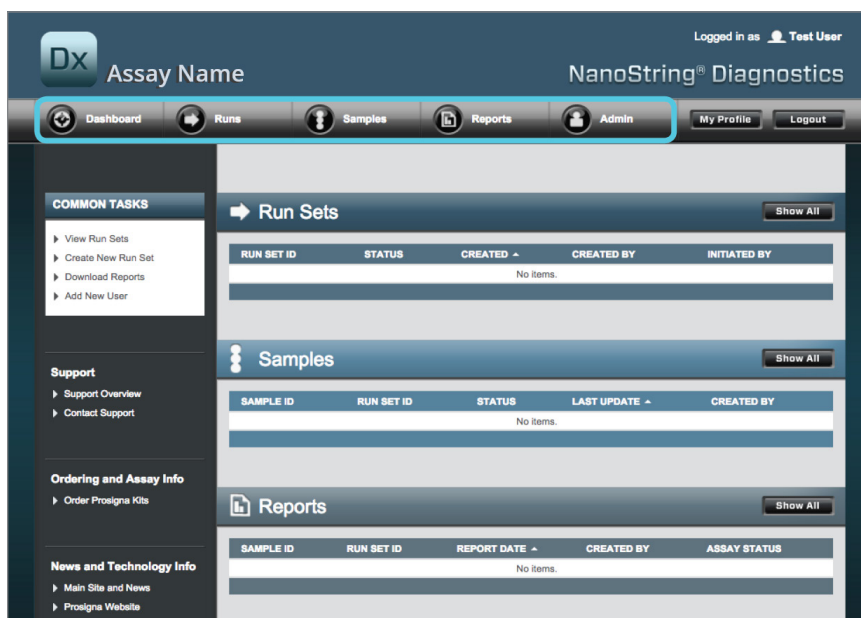 Logged in as Test User
Dx Assay Name
NanoString® Diagnostics
Dashboard Runs Samples Reports Admin My Profile Logout
COMMON TASKS
View Run Sets
Create New Run Set
Download Reports
Add New User
Support
Support Overview
Contact Support
Ordering and Assay Info
Order Prosigna Kits
News and Technology Info
Main Site and News
Prosigna Website
Run Sets Show All
RUN SET ID STATUS CREATED CREATED BY INITIATED BY
No items.
Samples Show All
SAMPLE ID RUN SET ID STATUS LAST UPDATE CREATED BY
No items.
Reports Show All
SAMPLE ID RUN SET ID REPORT DATE CREATED BY ASSAY STATUS
No items.